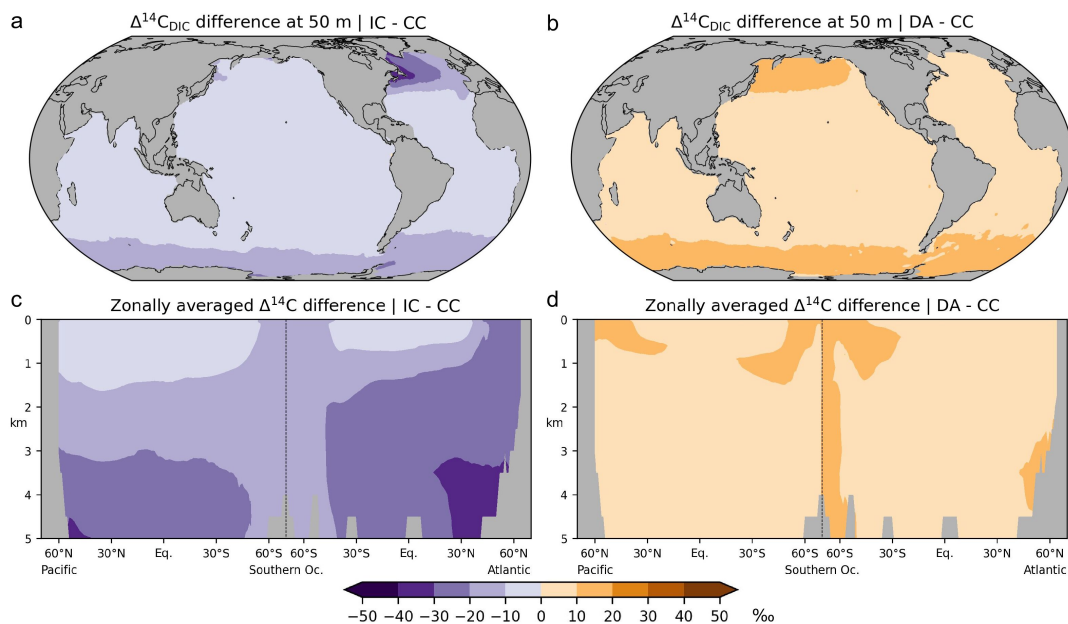 a
Δ¹⁴C_DIC difference at 50 m | IC - CC
b
Δ¹⁴C_DIC difference at 50 m | DA - CC
c
Zonally averaged Δ¹⁴C difference | IC - CC
d
Zonally averaged Δ¹⁴C difference | DA - CC
0
1
2
km
3
4
5
60°N
30°N
Eq.
30°S
60°S
60°S
30°S
Eq.
30°N
60°N
Pacific
Southern Oc.
Atlantic
0
1
2
km
3
4
5
60°N
30°N
Eq.
30°S
60°S
60°S
30°S
Eq.
30°N
60°N
Pacific
Southern Oc.
Atlantic
−50 −40 −30 −20 −10 0 10 20 30 40 50 ‰